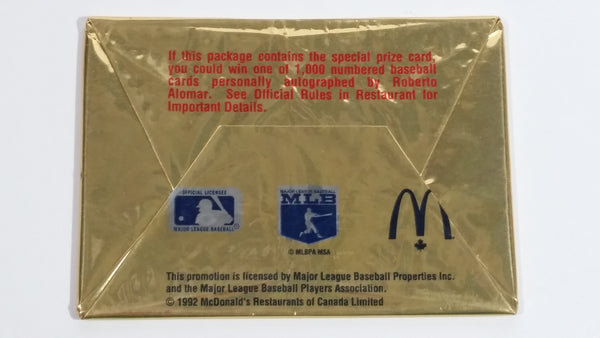 If this package contains the special prize card,
you could win one of 1,000 numbered baseball
cards personally autographed by Roberto
Alomar. See Official Rules in Restaurant for
Important Details.
OFFICIAL LICENSEE
MAJOR LEAGUE BASEBALL
MAJOR LEAGUE BASEBALL
MLB
© MLBPA MSA
This promotion is licensed by Major League Baseball Properties Inc.
and the Major League Baseball Players Association.
© 1992 McDonald's Restaurants of Canada Limited